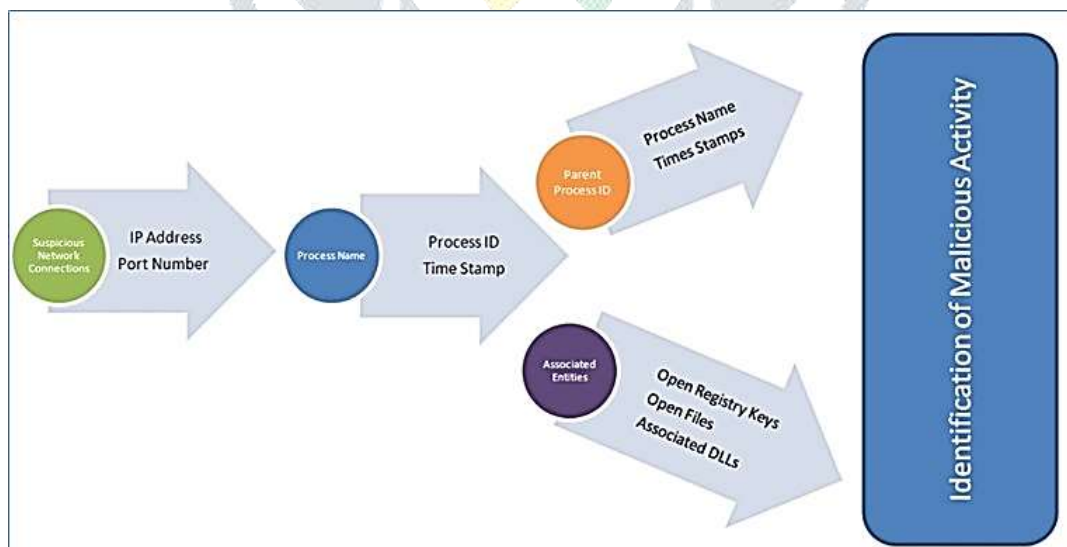 Suspicious
Network
Connections
IP Address
Port Number
Process Name
Process ID
Time Stamp
Parent
Process ID
Process Name
Times Stamps
Associated
Entities
Open Registry Keys
Open Files
Associated DLLs
Identification of Malicious Activity